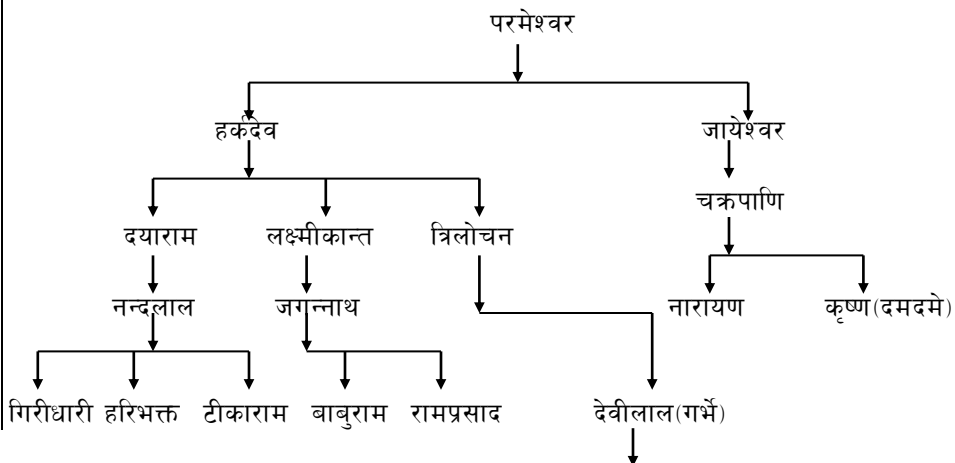 परमेश्वर
हर्कदेव जायेश्वर
चक्रपाणि
दयाराम लक्ष्मीकान्त त्रिलोचन
नन्दलाल जगन्नाथ नारायण कृष्ण(दमदमे)
गिरीधारी हरिभक्त टीकाराम बाबुराम रामप्रसाद देवीलाल(गर्भे)